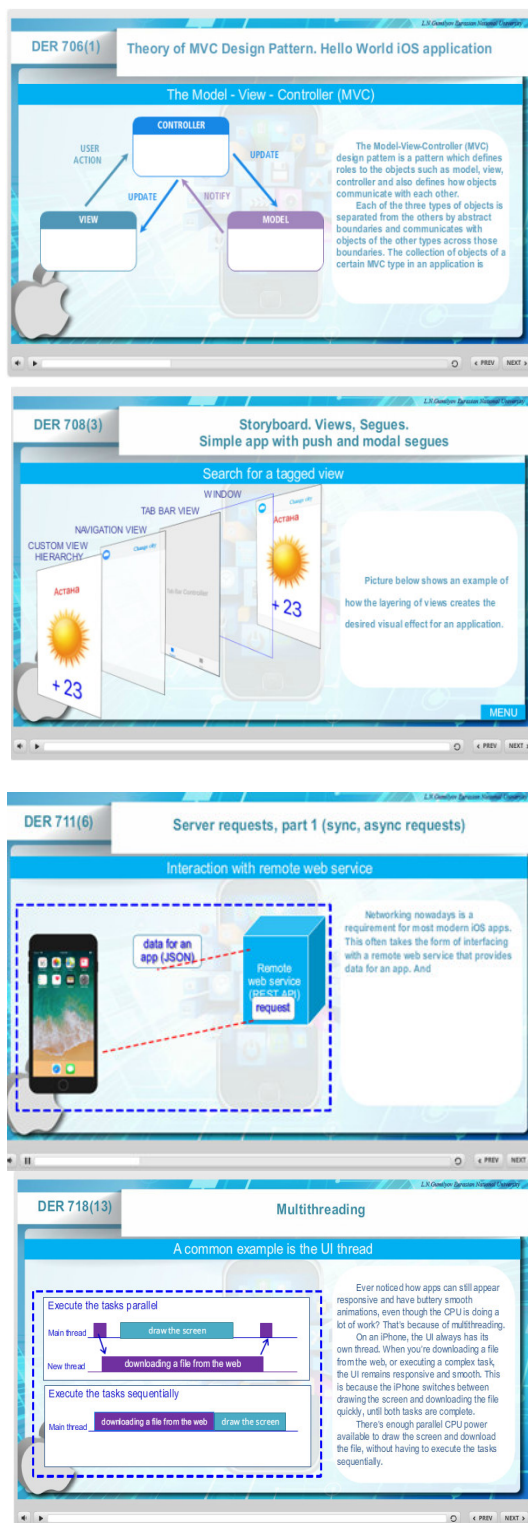 L.N.Gumilyov Eurasian National University
DER 706(1)
Theory of MVC Design Pattern. Hello World iOS application
The Model - View - Controller (MVC)
CONTROLLER
USER
ACTION
UPDATE
UPDATE
NOTIFY
VIEW
MODEL
The Model-View-Controller (MVC)
design pattern is a pattern which defines
roles to the objects such as model, view,
controller and also defines how objects
communicate with each other.
Each of the three types of objects is
separated from the others by abstract
boundaries and communicates with
objects of the other types across those
boundaries. The collection of objects of a
certain MVC type in an application is
< PREV NEXT >
L.N.Gumilyov Eurasian National University
DER 708(3)
Storyboard. Views, Segues.
Simple app with push and modal segues
Search for a tagged view
WINDOW
TAB BAR VIEW
NAVIGATION VIEW
CUSTOM VIEW
HIERARCHY
Change city
Астана
+ 23
Change city
Tab Bar Controller
Астана
+ 23
Picture below shows an example of
how the layering of views creates the
desired visual effect for an application.
MENU
< PREV NEXT >
L.N.Gumilyov Eurasian National University
DER 711(6)
Server requests, part 1 (sync, async requests)
Interaction with remote web service
data for an
app (JSON)
Remote
web service
(REST API)
request
Networking nowadays is a
requirement for most modern iOS apps.
This often takes the form of interfacing
with a remote web service that provides
data for an app. And
< PREV NEXT
L.N.Gumilyov Eurasian National University
DER 718(13)
Multithreading
A common example is the UI thread
Execute the tasks parallel
Main thread
draw the screen
New thread
downloading a file from the web
Execute the tasks sequentially
Main thread
downloading a file from the web
draw the screen
Ever noticed how apps can still appear
responsive and have buttery smooth
animations, even though the CPU is doing a
lot of work? That's because of multithreading.
On an iPhone, the UI always has its
own thread. When you're downloading a file
from the web, or executing a complex task,
the UI remains responsive and smooth. This
is because the iPhone switches between
drawing the screen and downloading the file
quickly, until both tasks are complete.
There's enough parallel CPU power
available to draw the screen and download
the file, without having to execute the tasks
sequentially.
< PREV NEXT >